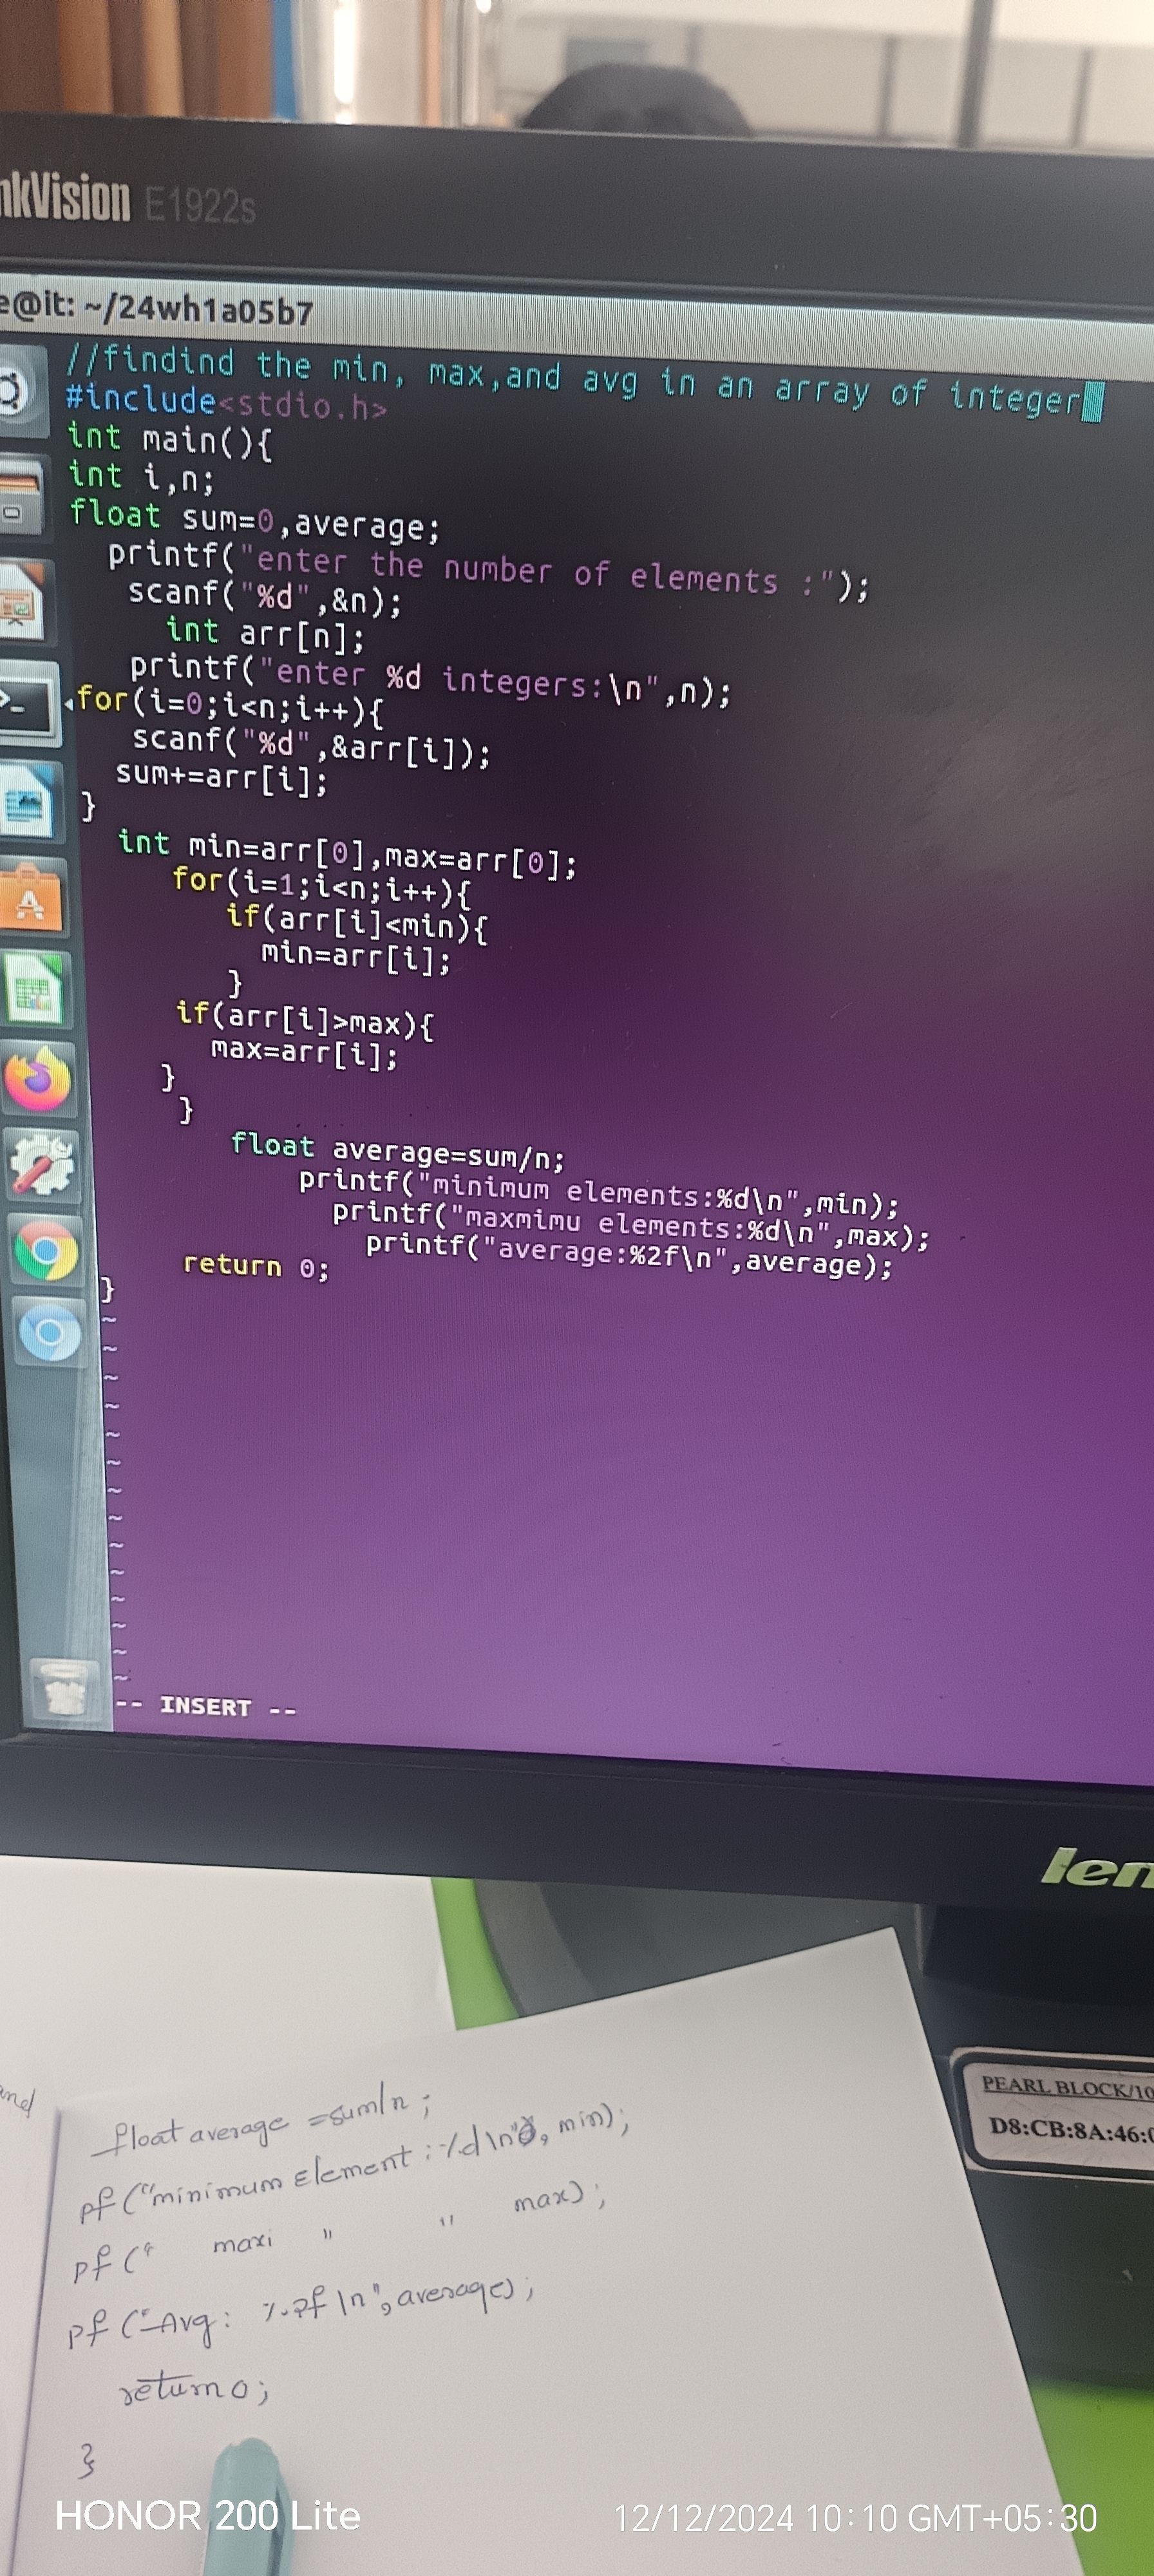 nkVision E1922s
e@it: ~/24wh1a05b7
//findind the min, max,and avg in an array of integer
#include<stdio.h>
int main(){
int i,n;
float sum=0,average;
printf("enter the number of elements :");
scanf("%d",&n);
int arr[n];
printf("enter %d integers:\n",n);
for(i=0;i<n;i++){
scanf("%d",&arr[i]);
sum+=arr[i];
}
int min=arr[0],max=arr[0];
for(i=1;i<n;i++){
if(arr[i]<min){
min=arr[i];
}
if(arr[i]>max){
max=arr[i];
}
}
float average=sum/n;
printf("minimum elements:%d\n",min);
printf("maxmimu elements:%d\n",max);
printf("average:%2f\n",average);
return 0;
}
~
~
~
~
~
~
~
~
~
~
~
~
~
~
-- INSERT --
len
PEARL BLOCK/10
D8:CB:8A:46:0
and
float average =sum/n ;
pf ("minimum Element : %d\n", min);
pf (" maxi " " max) ;
pf ("Avg: %.2f \n", average) ;
return 0 ;
}
HONOR 200 Lite
12/12/2024 10:10 GMT+05:30